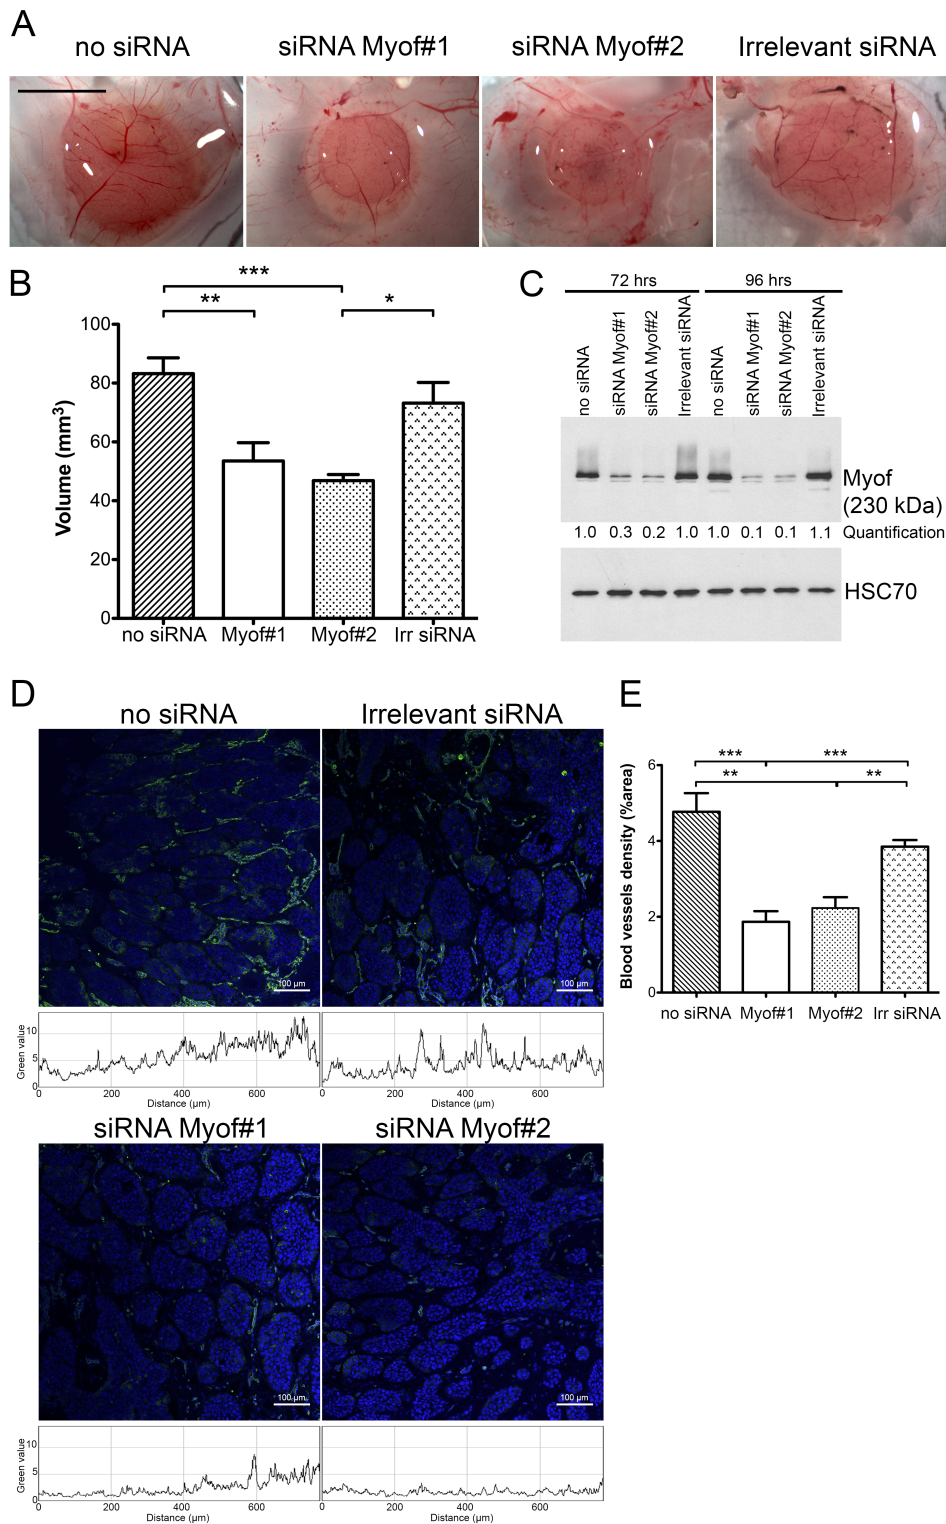 A
no siRNA siRNA Myof#1 siRNA Myof#2 Irrelevant siRNA
B
*** 
** *
100
80
60
40
20
0
Volume (mm³)
no siRNA Myof#1 Myof#2 Irr siRNA
C
72 hrs 96 hrs
no siRNA
siRNA Myof#1
siRNA Myof#2
Irrelevant siRNA
no siRNA
siRNA Myof#1
siRNA Myof#2
Irrelevant siRNA
Myof
(230 kDa)
1.0 0.3 0.2 1.0 1.0 0.1 0.1 1.1 Quantification
HSC70
D
no siRNA Irrelevant siRNA
100 µm 100 µm
Green value
10
5
0
0 200 400 600 0 200 400 600
Distance (µm) Distance (µm)
siRNA Myof#1 siRNA Myof#2
100 µm 100 µm
Green value
10
5
0
0 200 400 600 0 200 400 600
Distance (µm) Distance (µm)
E
*** ***
** **
6
4
2
0
Blood vessels density (%area)
no siRNA Myof#1 Myof#2 Irr siRNA